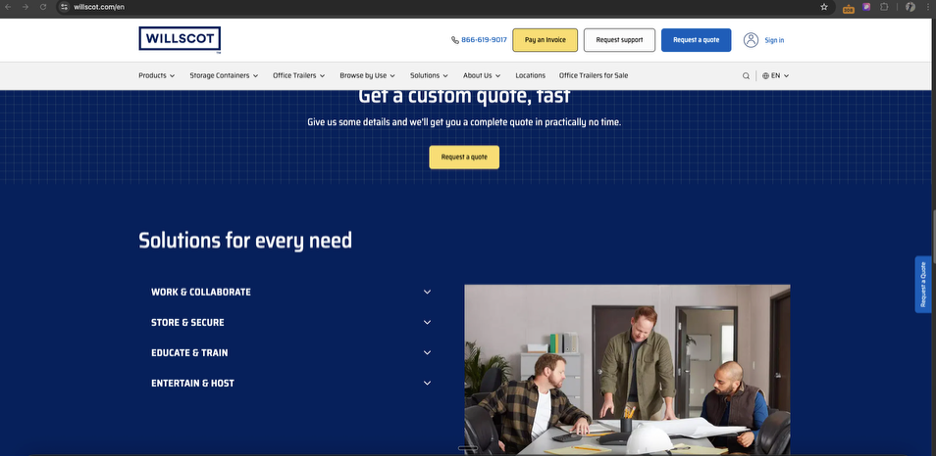 willscot.com/en
WILLSCOT
866-619-9017
Pay an Invoice
Request support
Request a quote
Sign in
Products
Storage Containers
Office Trailers
Browse by Use
Solutions
About Us
Locations
Office Trailers for Sale
EN
Get a custom quote, fast
Give us some details and we'll get you a complete quote in practically no time.
Request a quote
Solutions for every need
WORK & COLLABORATE
STORE & SECURE
EDUCATE & TRAIN
ENTERTAIN & HOST
Request a Quote